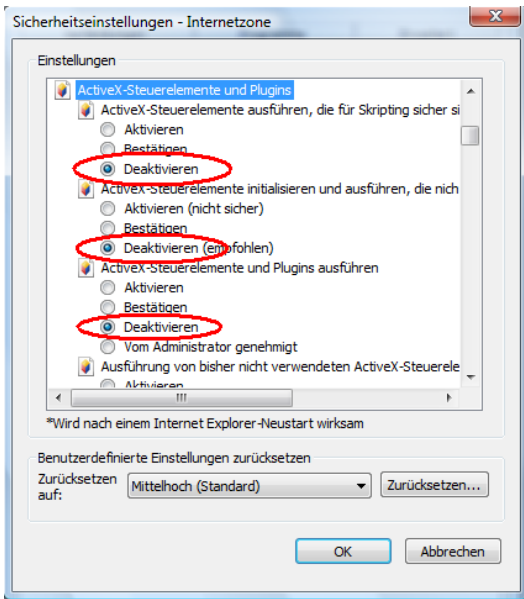 Sicherheitseinstellungen - Internetzone
Einstellungen
ActiveX-Steuerelemente und Plugins
ActiveX-Steuerelemente ausführen, die für Skripting sicher si
Aktivieren
Bestätigen
Deaktivieren
ActiveX-Steuerelemente initialisieren und ausführen, die nich
Aktivieren (nicht sicher)
Bestätigen
Deaktivieren (empfohlen)
ActiveX-Steuerelemente und Plugins ausführen
Aktivieren
Bestätigen
Deaktivieren
Vom Administrator genehmigt
Ausführung von bisher nicht verwendeten ActiveX-Steuerele
Aktivieren
*Wird nach einem Internet Explorer-Neustart wirksam
Benutzerdefinierte Einstellungen zurücksetzen
Zurücksetzen auf:
Mittelhoch (Standard)
Zurücksetzen...
OK
Abbrechen